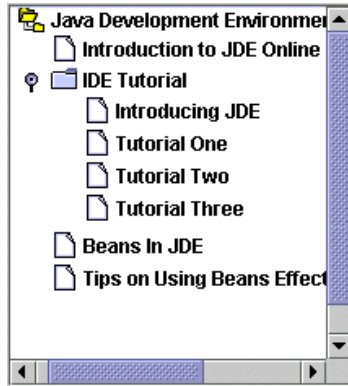 Java Development Environme
Introduction to JDE Online
IDE Tutorial
Introducing JDE
Tutorial One
Tutorial Two
Tutorial Three
Beans In JDE
Tips on Using Beans Effect